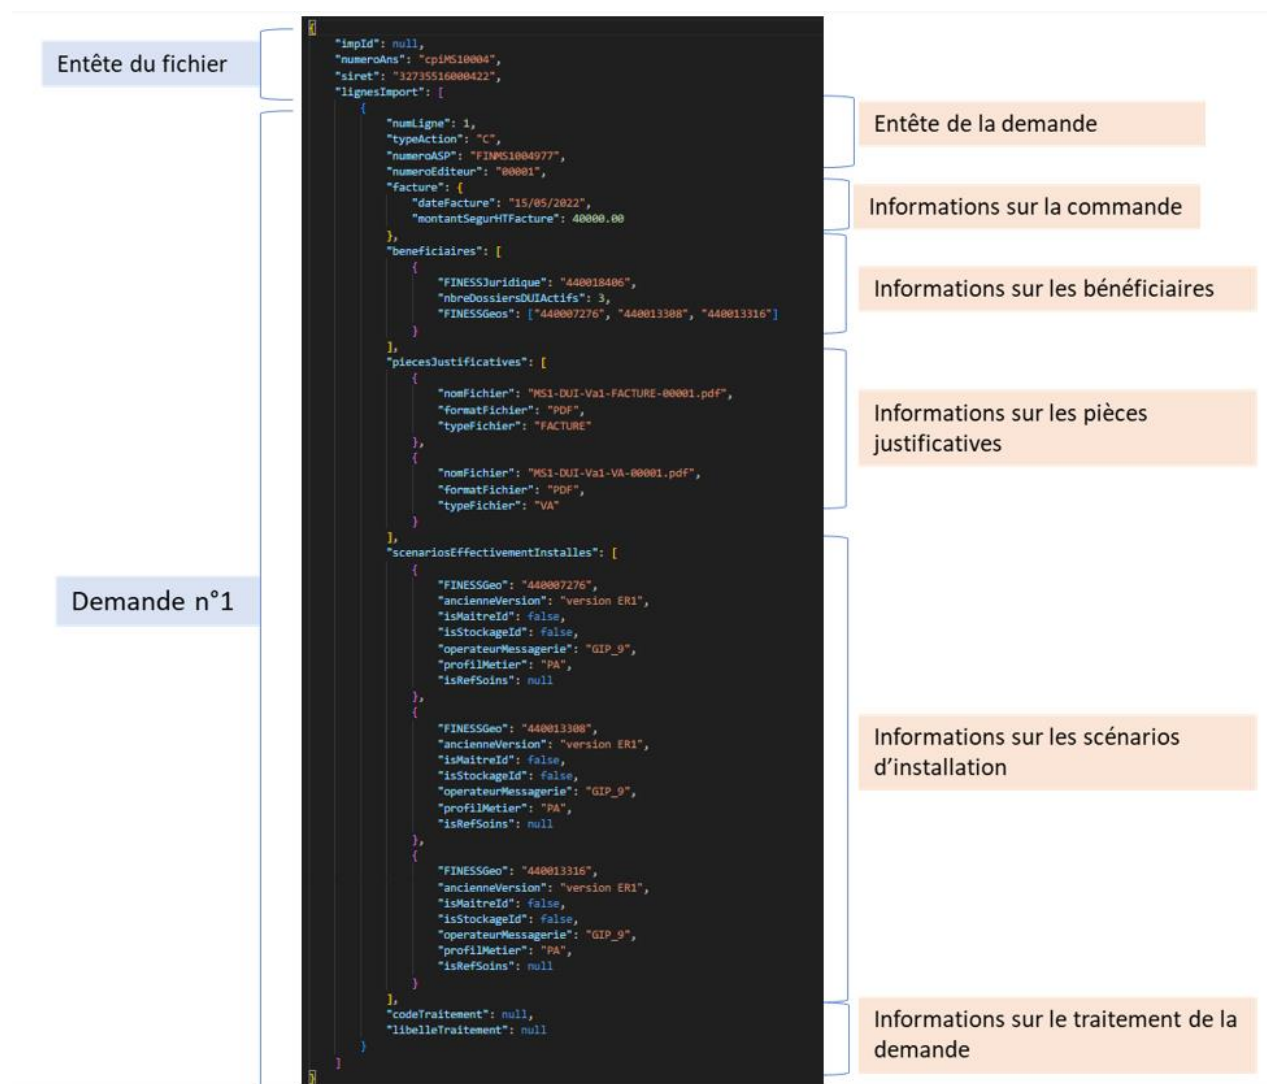 Entête du fichier
Demande n°1
{
"impId": null,
"numeroAns": "cpiMS10004",
"siret": "32735516000422",
"lignesImport": [
{
"numLigne": 1,
"typeAction": "C",
"numeroASP": "FINMS1004977",
"numeroEditeur": "00001",
"facture": {
"dateFacture": "15/05/2022",
"montantSegurHTFacture": 40000.00
},
"beneficiaires": [
{
"FINESSJuridique": "440018406",
"nbreDossiersDUIActifs": 3,
"FINESSGeos": ["440007276", "440013308", "440013316"]
}
],
"piecesJustificatives": [
{
"nomFichier": "MS1-DUI-Va1-FACTURE-00001.pdf",
"formatFichier": "PDF",
"typeFichier": "FACTURE"
},
{
"nomFichier": "MS1-DUI-Va1-VA-00001.pdf",
"formatFichier": "PDF",
"typeFichier": "VA"
}
],
"scenariosEffectivementInstalles": [
{
"FINESSGeo": "440007276",
"ancienneVersion": "version ER1",
"isMaitreId": false,
"isStockageId": false,
"operateurMessagerie": "GIP_9",
"profilMetier": "PA",
"isRefSoins": null
},
{
"FINESSGeo": "440013308",
"ancienneVersion": "version ER1",
"isMaitreId": false,
"isStockageId": false,
"operateurMessagerie": "GIP_9",
"profilMetier": "PA",
"isRefSoins": null
},
{
"FINESSGeo": "440013316",
"ancienneVersion": "version ER1",
"isMaitreId": false,
"isStockageId": false,
"operateurMessagerie": "GIP_9",
"profilMetier": "PA",
"isRefSoins": null
}
],
"codeTraitement": null,
"libelleTraitement": null
}
]
}
Entête de la demande
Informations sur la commande
Informations sur les bénéficiaires
Informations sur les pièces
justificatives
Informations sur les scénarios
d'installation
Informations sur le traitement de la
demande